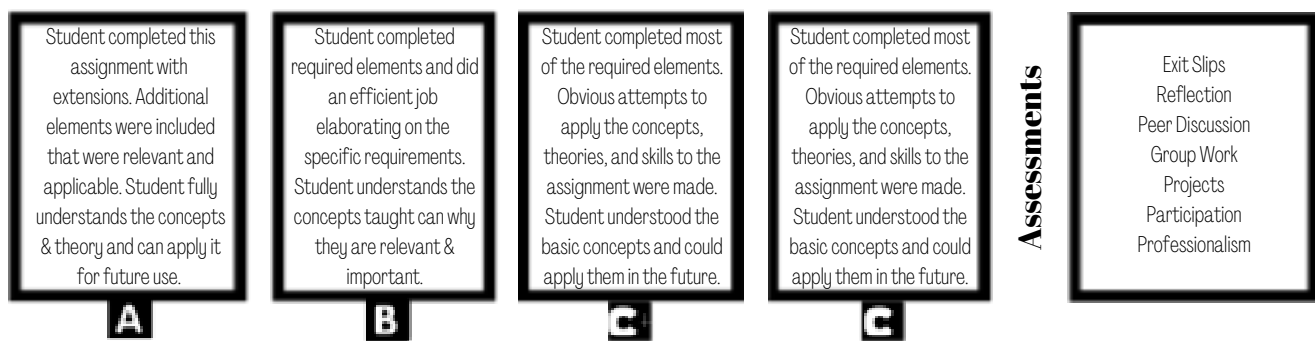 Student completed this
assignment with
extensions. Additional
elements were included
that were relevant and
applicable. Student fully
understands the concepts
& theory and can apply it
for future use.
A
Student completed
required elements and did
an efficient job
elaborating on the
specific requirements.
Student understands the
concepts taught can why
they are relevant &
important.
B
Student completed most
of the required elements.
Obvious attempts to
apply the concepts,
theories, and skills to the
assignment were made.
Student understood the
basic concepts and could
apply them in the future.
C+
Student completed most
of the required elements.
Obvious attempts to
apply the concepts,
theories, and skills to the
assignment were made.
Student understood the
basic concepts and could
apply them in the future.
C
Assessments
Exit Slips
Reflection
Peer Discussion
Group Work
Projects
Participation
Professionalism